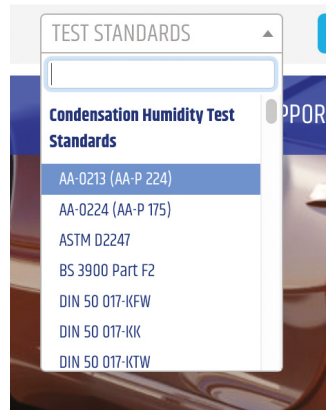 TEST STANDARDS
PPOR
Condensation Humidity Test
Standards
AA-0213 (AA-P 224)
AA-0224 (AA-P 175)
ASTM D2247
BS 3900 Part F2
DIN 50 017-KFW
DIN 50 017-KK
DIN 50 017-KTW